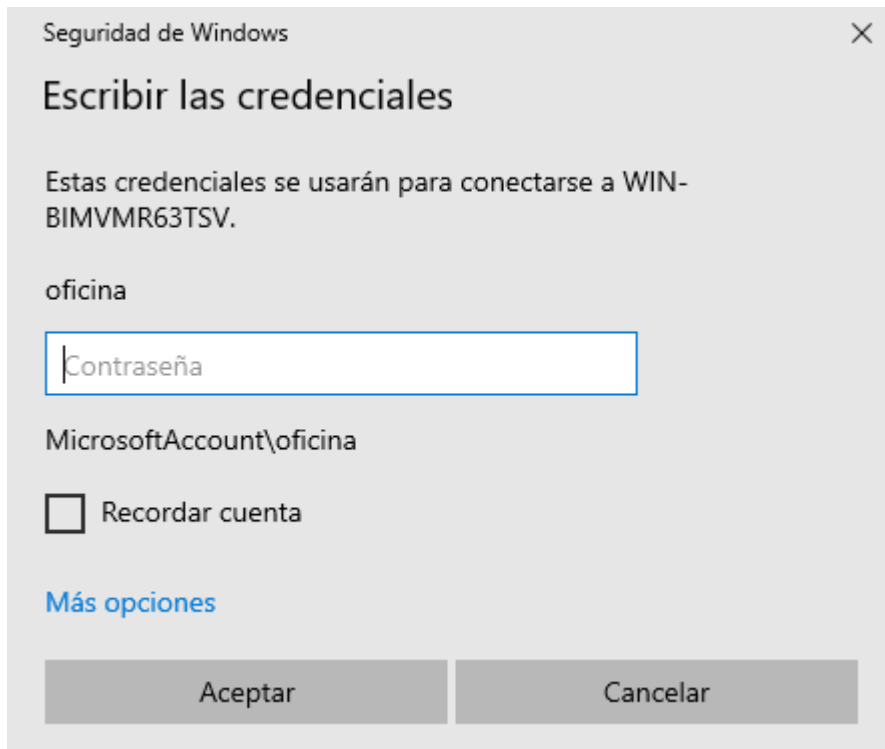 Seguridad de Windows
Escribir las credenciales
Estas credenciales se usarán para conectarse a WIN-
BIMVMR63TSV.
oficina
Contraseña
MicrosoftAccount\oficina
Recordar cuenta
Más opciones
Aceptar
Cancelar